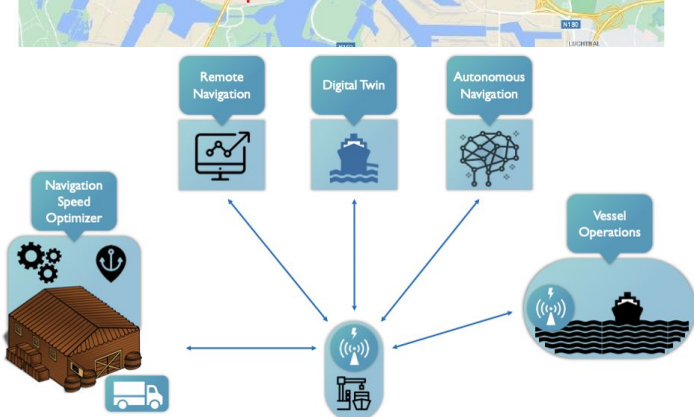 N180
LUCHTBAL
Remote
Navigation
Digital Twin
Autonomous
Navigation
Navigation
Speed
Optimizer
Vessel
Operations